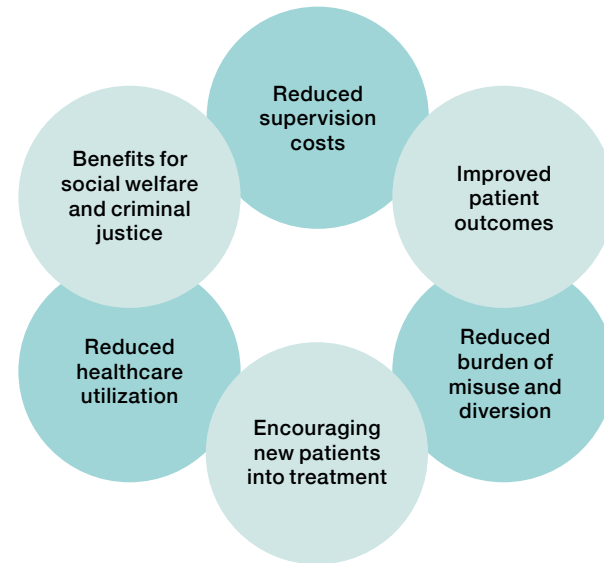 Reduced
supervision
costs
Improved
patient
outcomes
Reduced
burden of
misuse and
diversion
Encouraging
new patients
into treatment
Reduced
healthcare
utilization
Benefits for
social welfare
and criminal
justice